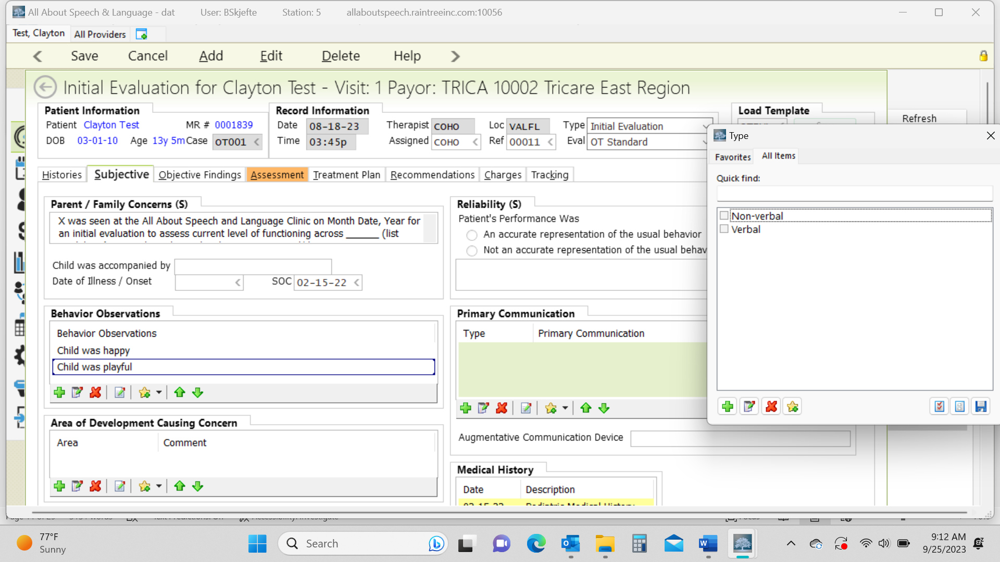 All About Speech & Language - dat User: BSkjefte Station: 5 allaboutspeech.raintreeinc.com:10056
Test, Clayton All Providers
Save Cancel Add Edit Delete Help
Initial Evaluation for Clayton Test - Visit: 1 Payor: TRICA 10002 Tricare East Region
Patient Information Record Information Load Template
Patient Clayton Test MR # 0001839 Date 08-18-23 Therapist COHO Loc VALFL Type Initial Evaluation Refresh
DOB 03-01-10 Age 13y 5m Case OT001 Time 03:45p Assigned COHO Ref 00011 Eval OT Standard
Histories Subjective Objective Findings Assessment Treatment Plan Recommendations Charges Tracking
Parent / Family Concerns (S)
X was seen at the All About Speech and Language Clinic on Month Date, Year for
an initial evaluation to assess current level of functioning across ______ (list
Child was accompanied by
Date of Illness / Onset SOC 02-15-22
Reliability (S)
Patient's Performance Was
An accurate representation of the usual behavior
Not an accurate representation of the usual behav
Behavior Observations
Behavior Observations
Child was happy
Child was playful
Primary Communication
Type Primary Communication
Augmentative Communication Device
Area of Development Causing Concern
Area Comment
Medical History
Date Description
02-15-22 Pediatric Medical History
Type
Favorites All Items
Quick find:
Non-verbal
Verbal
77°F
Sunny
Search
9:12 AM
9/25/2023